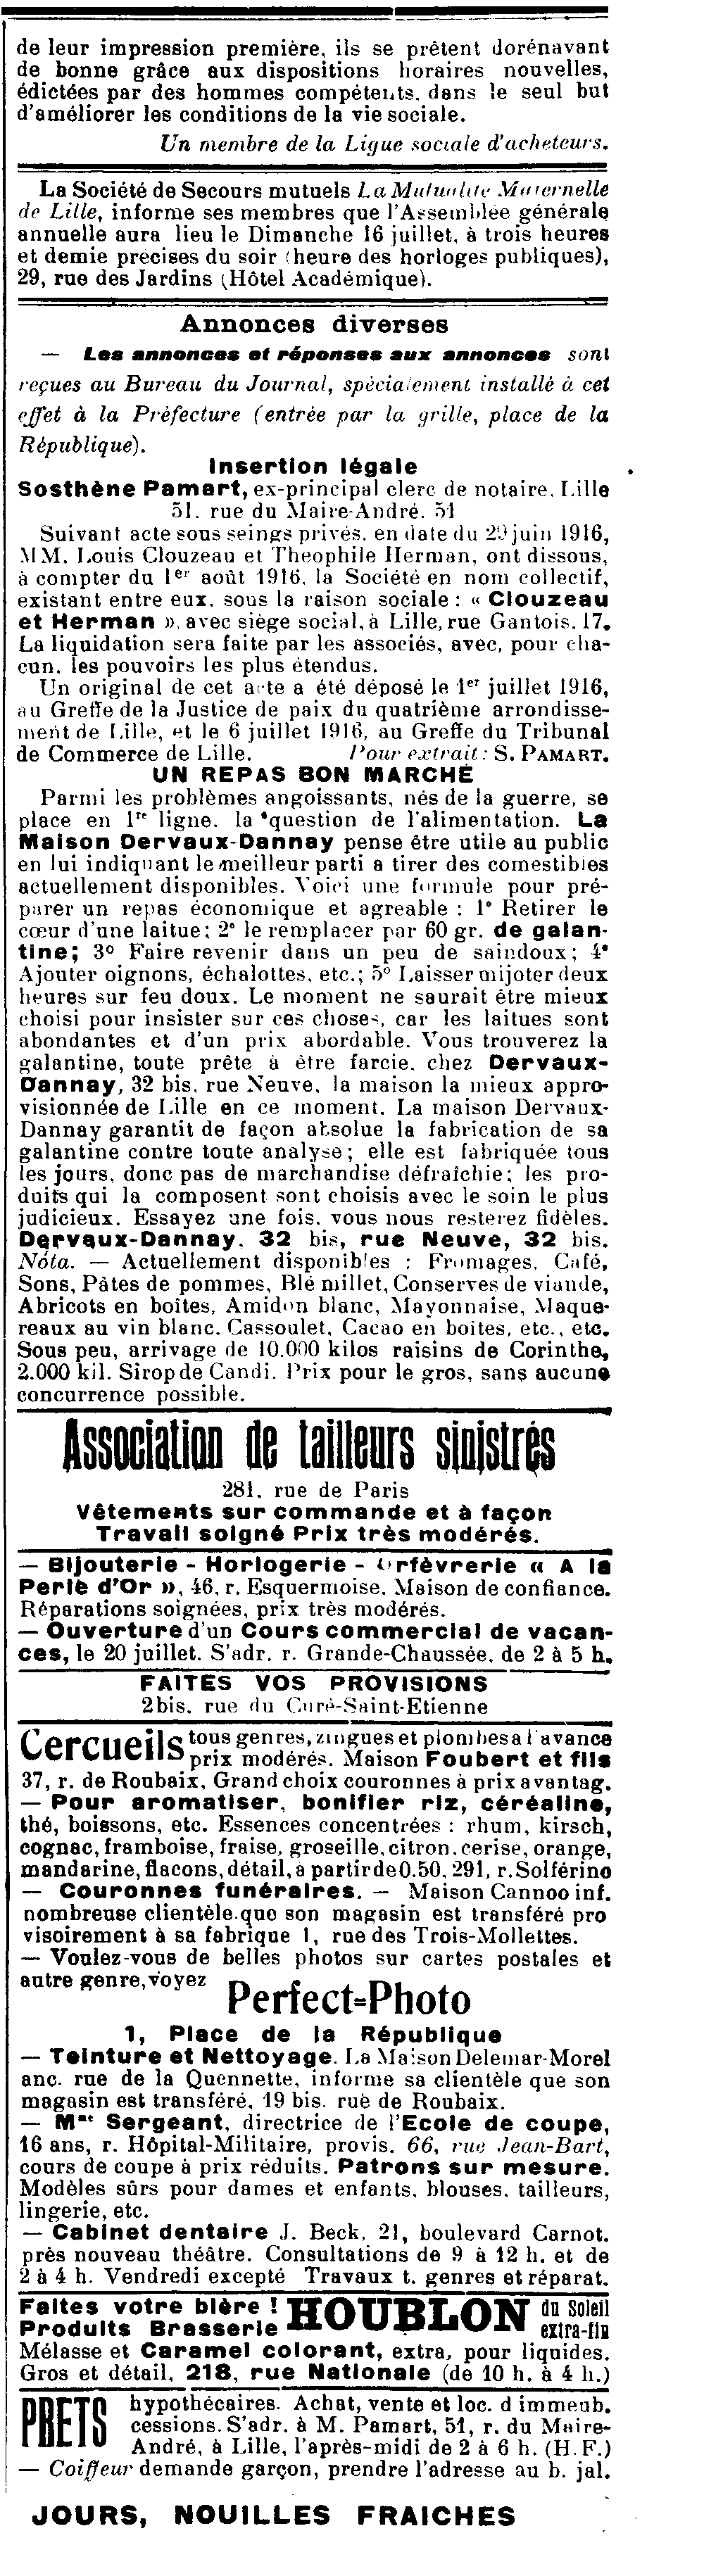 de leur impression première, ils se prêtent dorénavant
de bonne grâce aux dispositions horaires nouvelles,
édictées par des hommes compétents, dans le seul but
d'améliorer les conditions de la vie sociale.
Un membre de la Ligue sociale d'acheteurs.
La Société de Secours mutuels La Mutualité Maternelle
de Lille, informe ses membres que l'Assemblée générale
annuelle aura lieu le Dimanche 16 juillet, à trois heures
et demie precises du soir (heure des horloges publiques),
29, rue des Jardins (Hôtel Académique).
Annonces diverses
— Les annonces et réponses aux annonces sont
reçues au Bureau du Journal, spécialement installé à cet
effet à la Préfecture (entrée par la grille, place de la
République).
Insertion légale
Sosthène Pamart, ex-principal clerc de notaire. Lille
51. rue du Maire-André. 51
Suivant acte sous seings privés, en date du 29 juin 1916,
MM. Louis Clouzeau et Theophile Herman, ont dissous,
à compter du 1er août 1916, la Société en nom collectif,
existant entre eux, sous la raison sociale : « Clouzeau
et Herman », avec siège social, à Lille, rue Gantois, 17.
La liquidation sera faite par les associés, avec, pour cha-
cun, les pouvoirs les plus étendus.
Un original de cet acte a été déposé le 1er juillet 1916,
au Greffe de la Justice de paix du quatrième arrondisse-
ment de Lille, et le 6 juillet 1916, au Greffe du Tribunal
de Commerce de Lille. Pour extrait : S. PAMART.
UN REPAS BON MARCHÉ
Parmi les problèmes angoissants, nés de la guerre, se
place en 1re ligne, la question de l'alimentation. La
Maison Dervaux-Dannay pense être utile au public
en lui indiquant le meilleur parti a tirer des comestibles
actuellement disponibles. Voici une formule pour pré-
parer un repas économique et agreable : 1° Retirer le
cœur d'une laitue; 2° le remplacer par 60 gr. de galan-
tine; 3° Faire revenir dans un peu de saindoux; 4°
Ajouter oignons, échalottes, etc.; 5° Laisser mijoter deux
heures sur feu doux. Le moment ne saurait être mieux
choisi pour insister sur ces choses, car les laitues sont
abondantes et d'un prix abordable. Vous trouverez la
galantine, toute prête à être farcie, chez Dervaux-
Dannay, 32 bis, rue Neuve, la maison la mieux appro-
visionnée de Lille en ce moment. La maison Dervaux-
Dannay garantit de façon absolue la fabrication de sa
galantine contre toute analyse; elle est fabriquée tous
les jours, donc pas de marchandise défraîchie; les pro-
duits qui la composent sont choisis avec le soin le plus
judicieux. Essayez une fois, vous nous resterez fidèles.
Dervaux-Dannay, 32 bis, rue Neuve, 32 bis.
Nota. — Actuellement disponibles : Fromages, Café,
Sons, Pâtes de pommes, Blé millet, Conserves de viande,
Abricots en boites, Amidon blanc, Mayonnaise, Maque-
reaux au vin blanc, Cassoulet, Cacao en boites, etc., etc.
Sous peu, arrivage de 10.000 kilos raisins de Corinthe,
2.000 kil. Sirop de Candi. Prix pour le gros, sans aucune
concurrence possible.
Association de tailleurs sinistrés
281, rue de Paris
Vêtements sur commande et à façon
Travail soigné Prix très modérés.
— Bijouterie - Horlogerie - Orfèvrerie « A la
Perle d'Or », 46, r. Esquermoise. Maison de confiance.
Réparations soignées, prix très modérés.
— Ouverture d'un Cours commercial de vacan-
ces, le 20 juillet. S'adr. r. Grande-Chaussée, de 2 à 5 h.
FAITES VOS PROVISIONS
2bis, rue du Curé-Saint-Etienne
Cercueils tous genres, zingues et plombes a l'avance
prix modérés. Maison Foubert et fils
37, r. de Roubaix, Grand choix couronnes à prix avantag.
— Pour aromatiser, bonifier riz, céréaline,
thé, boissons, etc. Essences concentrées : rhum, kirsch,
cognac, framboise, fraise, groseille, citron, cerise, orange,
mandarine, flacons, détail, a partir de 0.50. 291, r. Solférino
— Couronnes funéraires. — Maison Cannoo inf.
nombreuse clientèle que son magasin est transféré pro
visoirement à sa fabrique 1, rue des Trois-Mollettes.
— Voulez-vous de belles photos sur cartes postales et
autre genre, voyez
Perfect=Photo
1, Place de la République
— Teinture et Nettoyage. La Maison Delemar-Morel
anc. rue de la Quennette, informe sa clientèle que son
magasin est transféré, 19 bis, rue de Roubaix.
— Mme Sergeant, directrice de l'Ecole de coupe,
16 ans, r. Hôpital-Militaire, provis. 66, rue Jean-Bart,
cours de coupe à prix réduits. Patrons sur mesure.
Modèles sûrs pour dames et enfants, blouses, tailleurs,
lingerie, etc.
— Cabinet dentaire J. Beck, 21, boulevard Carnot,
près nouveau théâtre. Consultations de 9 à 12 h. et de
2 à 4 h. Vendredi excepté Travaux t. genres et réparat.
Faites votre bière ! HOUBLON du Soleil
Produits Brasserie extra-fin
Mélasse et Caramel colorant, extra, pour liquides.
Gros et détail, 218, rue Nationale (de 10 h. à 4 h.)
PRETS hypothécaires. Achat, vente et loc. d immeub.
cessions. S'adr. à M. Pamart, 51, r. du Maire-
André, à Lille, l'après-midi de 2 à 6 h. (H.F.)
— Coiffeur demande garçon, prendre l'adresse au b. jal.
JOURS, NOUILLES FRAICHES